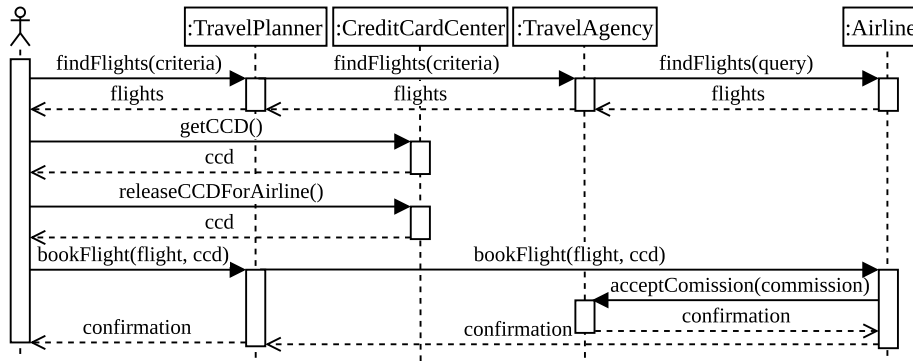 :TravelPlanner :CreditCardCenter :TravelAgency :Airline
findFlights(criteria) findFlights(criteria) findFlights(query)
flights flights flights
getCCD()
ccd
releaseCCDForAirline()
ccd
bookFlight(flight, ccd) bookFlight(flight, ccd)
acceptComission(commission)
confirmation
confirmation confirmation